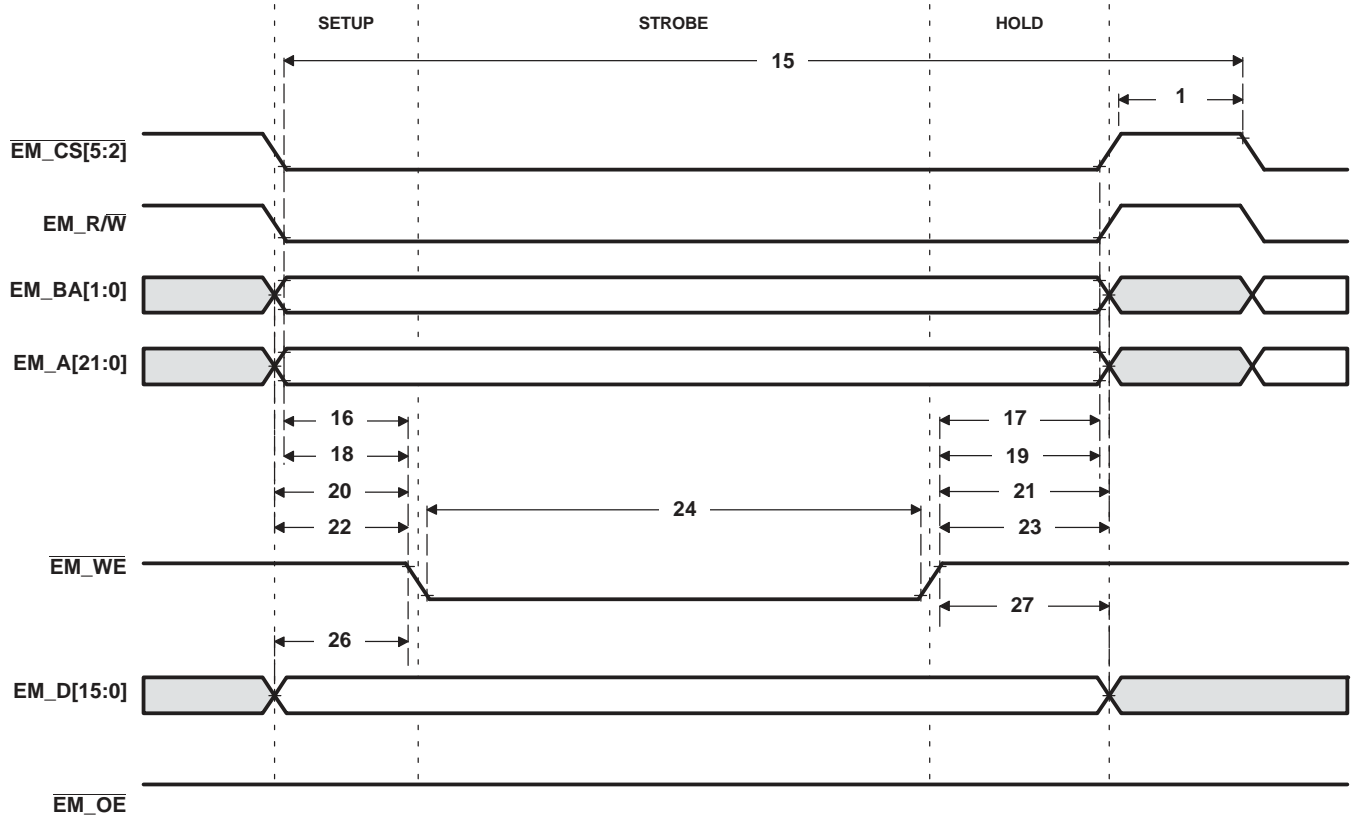 SETUP STROBE HOLD
15
1
EM_CS[5:2]
EM_R/W
EM_BA[1:0]
EM_A[21:0]
16 17
18 19
20 21
24
22 23
EM_WE
27
26
EM_D[15:0]
EM_OE